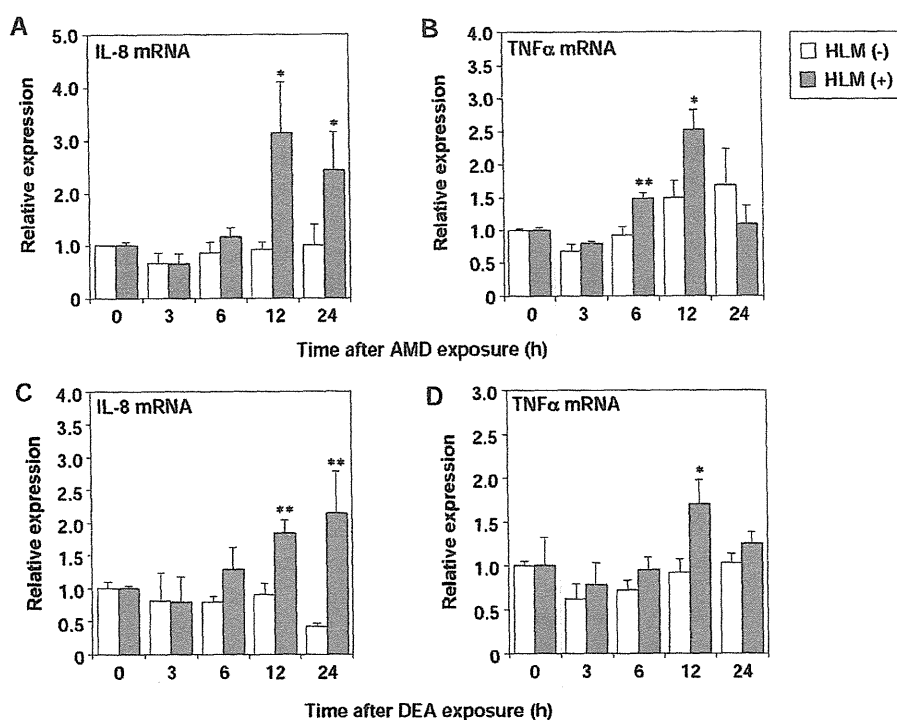 A
IL-8 mRNA
Relative expression
5.0
4.0
3.0
2.0
1.0
0
*
*
0 3 6 12 24
B
TNFα mRNA
Relative expression
4.0
3.5
3.0
2.5
2.0
1.5
1.0
0.5
0
**
*
0 3 6 12 24
HLM (-)
HLM (+)
Time after AMD exposure (h)
C
IL-8 mRNA
Relative expression
4.0
3.5
3.0
2.5
2.0
1.5
1.0
0.5
0
**
**
0 3 6 12 24
D
TNFα mRNA
Relative expression
3.0
2.5
2.0
1.5
1.0
0.5
0
*
0 3 6 12 24
Time after DEA exposure (h)